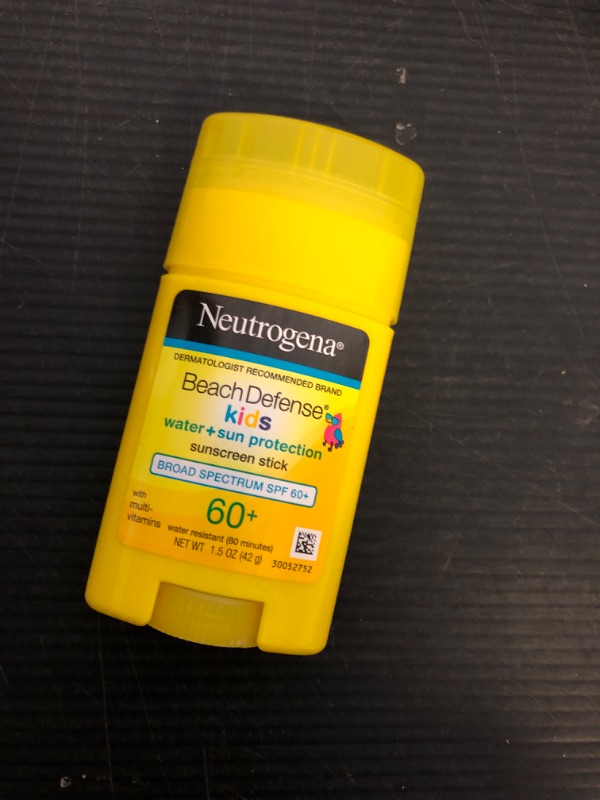 Neutrogena®
DERMATOLOGIST RECOMMENDED BRAND
Beach Defense®
kids
water+sun protection
sunscreen stick
BROAD SPECTRUM SPF 60+
with
multi-
vitamins
60+
water resistant (80 minutes)
NET WT 1.5 OZ (42 g)
30052752